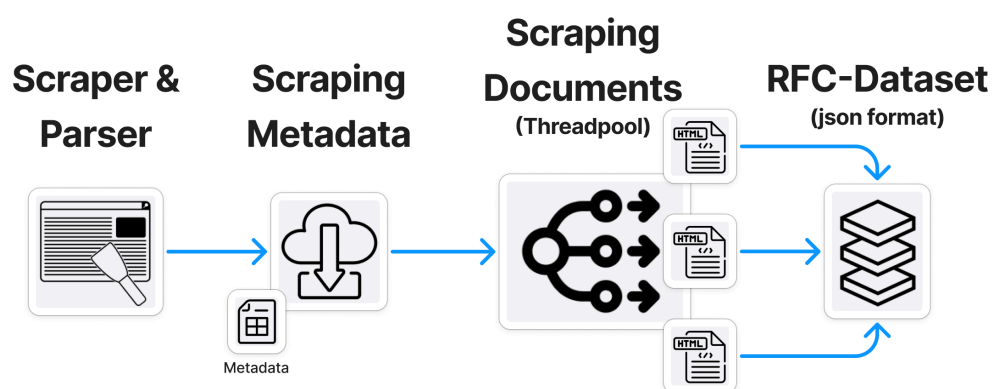 Scraper &
Parser
Scraping
Metadata
Metadata
Scraping
Documents
(Threadpool)
HTML
</>
HTML
</>
HTML
</>
RFC-Dataset
(json format)